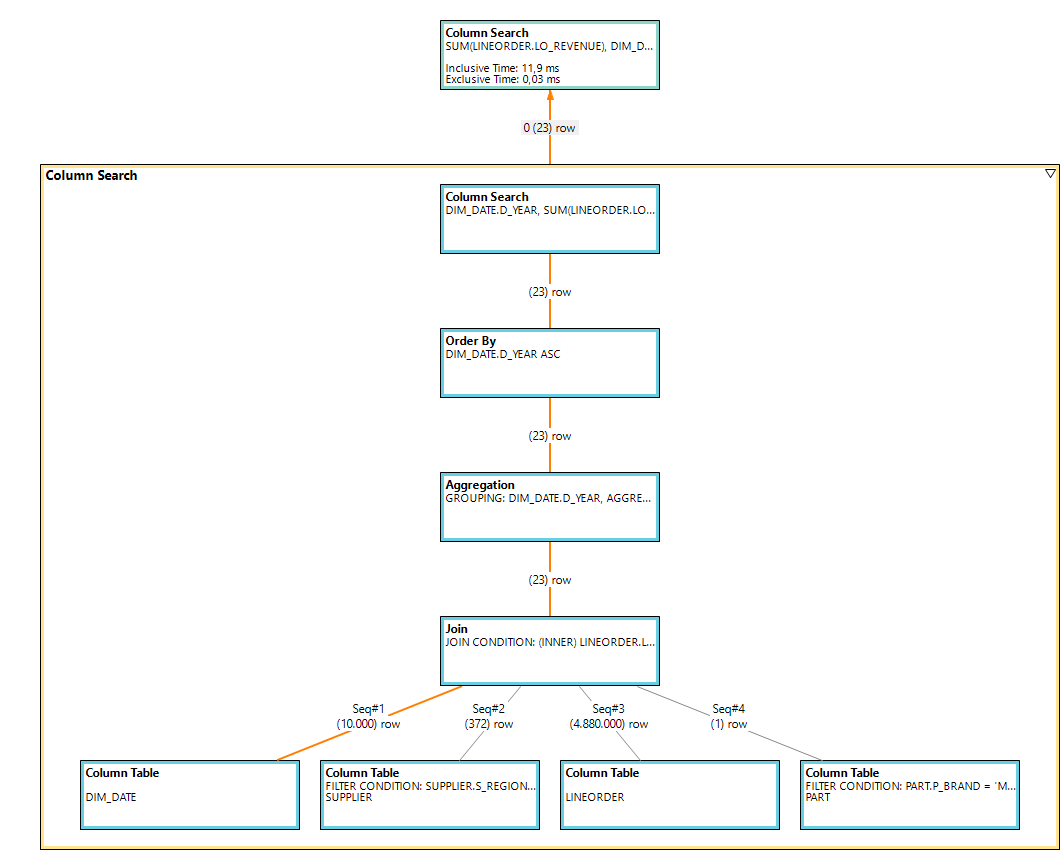 Column Search
SUM(LINEORDER.LO_REVENUE), DIM_D...
Inclusive Time: 11,9 ms
Exclusive Time: 0,03 ms
0 (23) row
Column Search
Column Search
DIM_DATE.D_YEAR, SUM(LINEORDER.LO...
(23) row
Order By
DIM_DATE.D_YEAR ASC
(23) row
Aggregation
GROUPING: DIM_DATE.D_YEAR, AGGRE...
(23) row
Join
JOIN CONDITION: (INNER) LINEORDER.L...
Seq#1
(10.000) row
Seq#2
(372) row
Seq#3
(4.880.000) row
Seq#4
(1) row
Column Table
DIM_DATE
Column Table
FILTER CONDITION: SUPPLIER.S_REGION...
SUPPLIER
Column Table
LINEORDER
Column Table
FILTER CONDITION: PART.P_BRAND = 'M...
PART